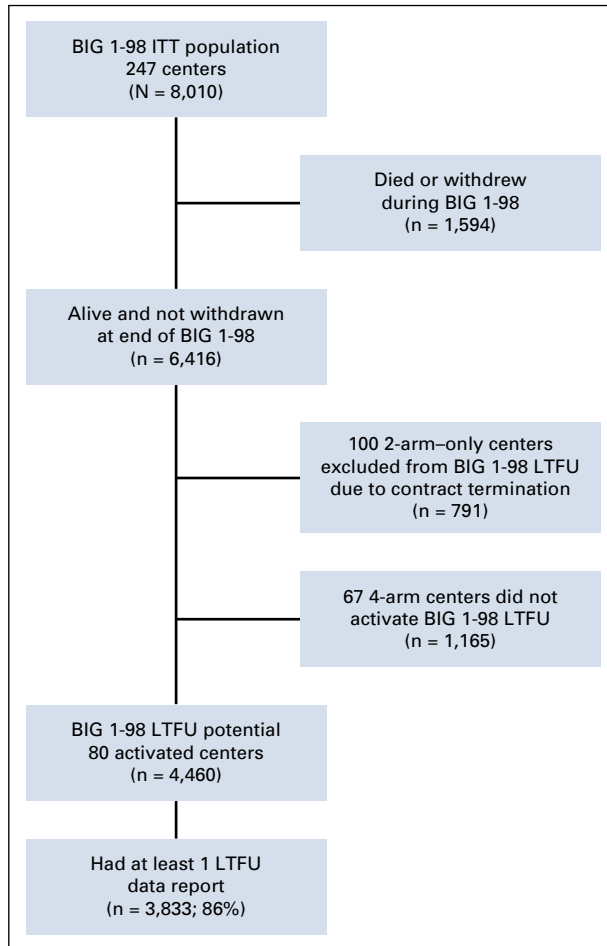 BIG 1-98 ITT population
247 centers
(N = 8,010)
Died or withdrew
during BIG 1-98
(n = 1,594)
Alive and not withdrawn
at end of BIG 1-98
(n = 6,416)
100 2-arm–only centers
excluded from BIG 1-98 LTFU
due to contract termination
(n = 791)
67 4-arm centers did not
activate BIG 1-98 LTFU
(n = 1,165)
BIG 1-98 LTFU potential
80 activated centers
(n = 4,460)
Had at least 1 LTFU
data report
(n = 3,833; 86%)